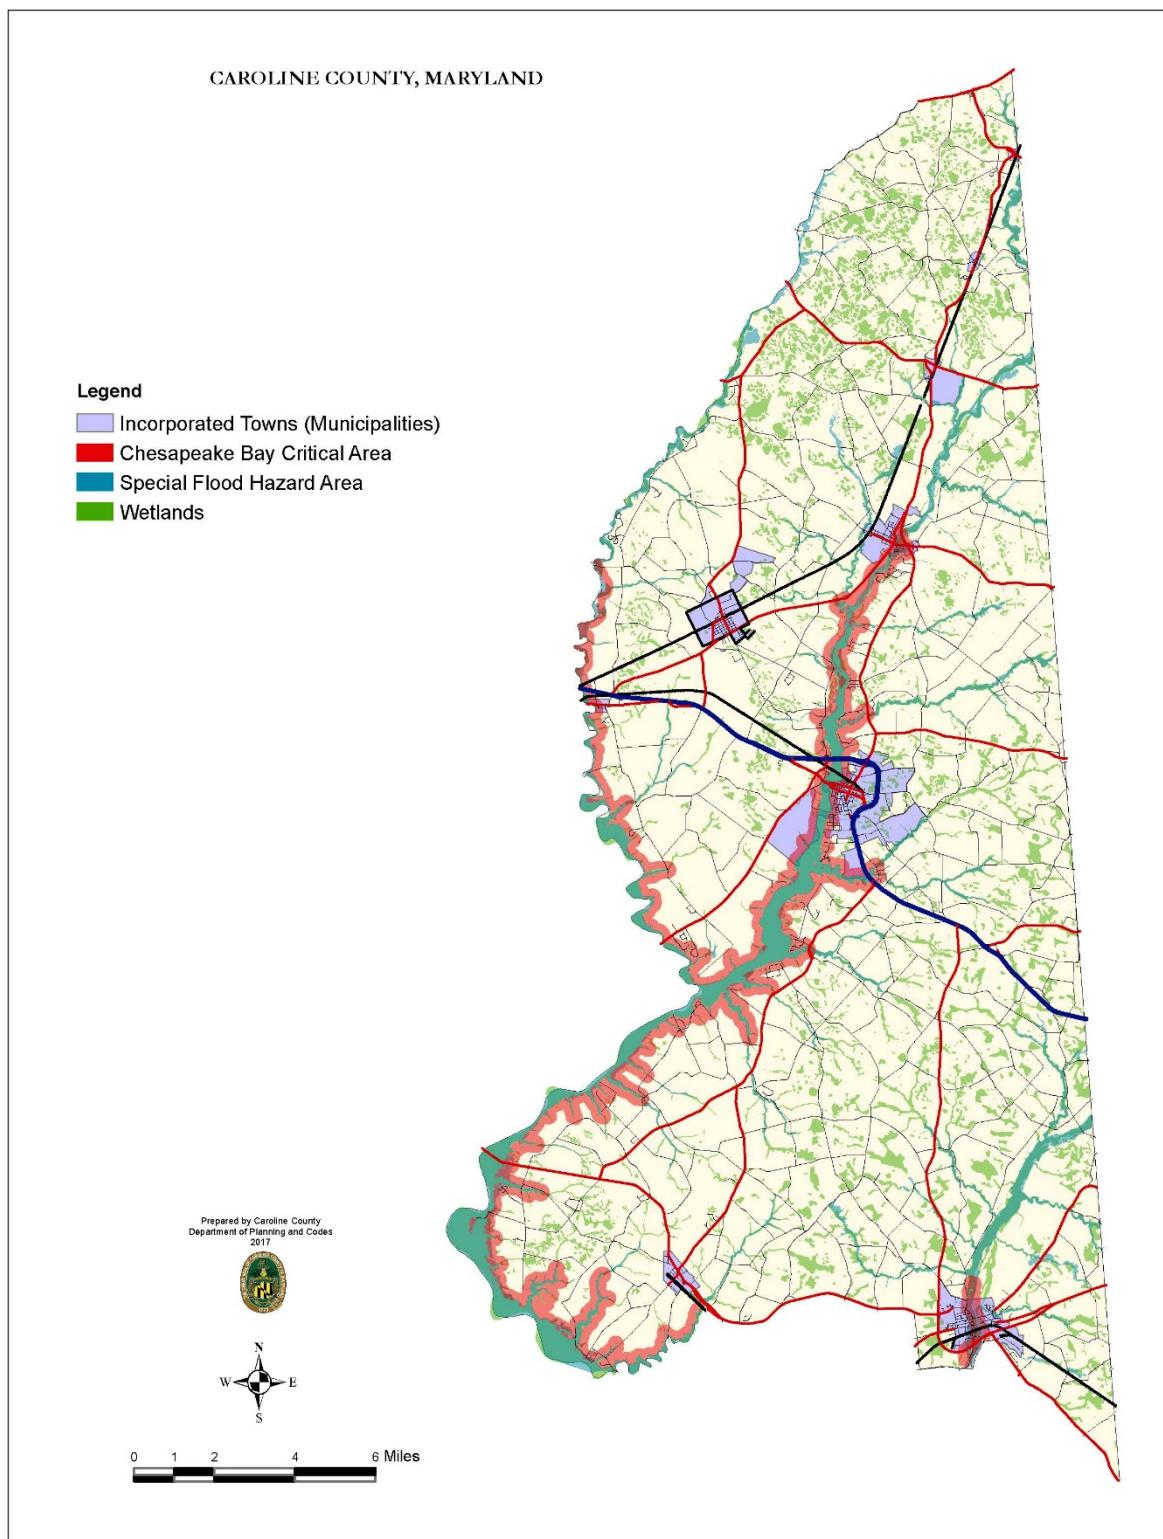 CAROLINE COUNTY, MARYLAND
Legend
Incorporated Towns (Municipalities)
Chesapeake Bay Critical Area
Special Flood Hazard Area
Wetlands
Prepared by Caroline County
Department of Planning and Codes
2017
N
W E
S
0 1 2 4 6 Miles